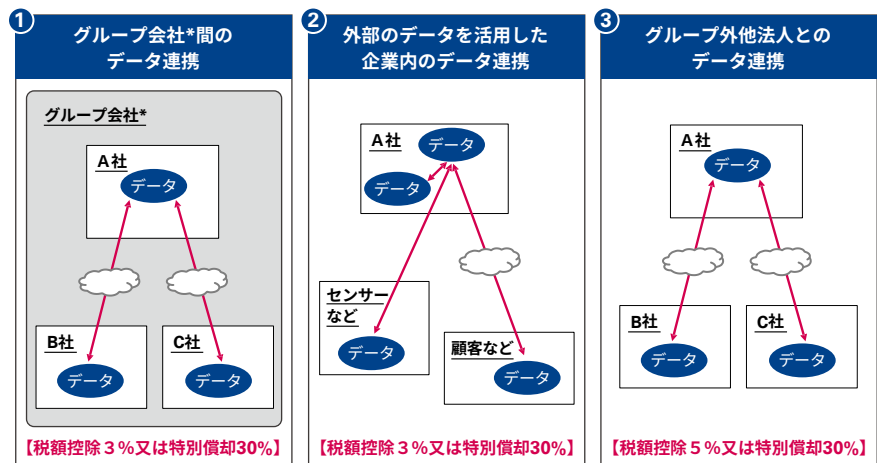 1
グループ会社*間の
データ連携
グループ会社*
A社
データ
B社
データ
C社
データ
【税額控除3%又は特別償却30%】
2
外部のデータを活用した
企業内のデータ連携
A社
データ
データ
センサー
など
データ
顧客など
データ
【税額控除3%又は特別償却30%】
3
グループ外他法人との
データ連携
A社
データ
B社
データ
C社
データ
【税額控除5%又は特別償却30%】